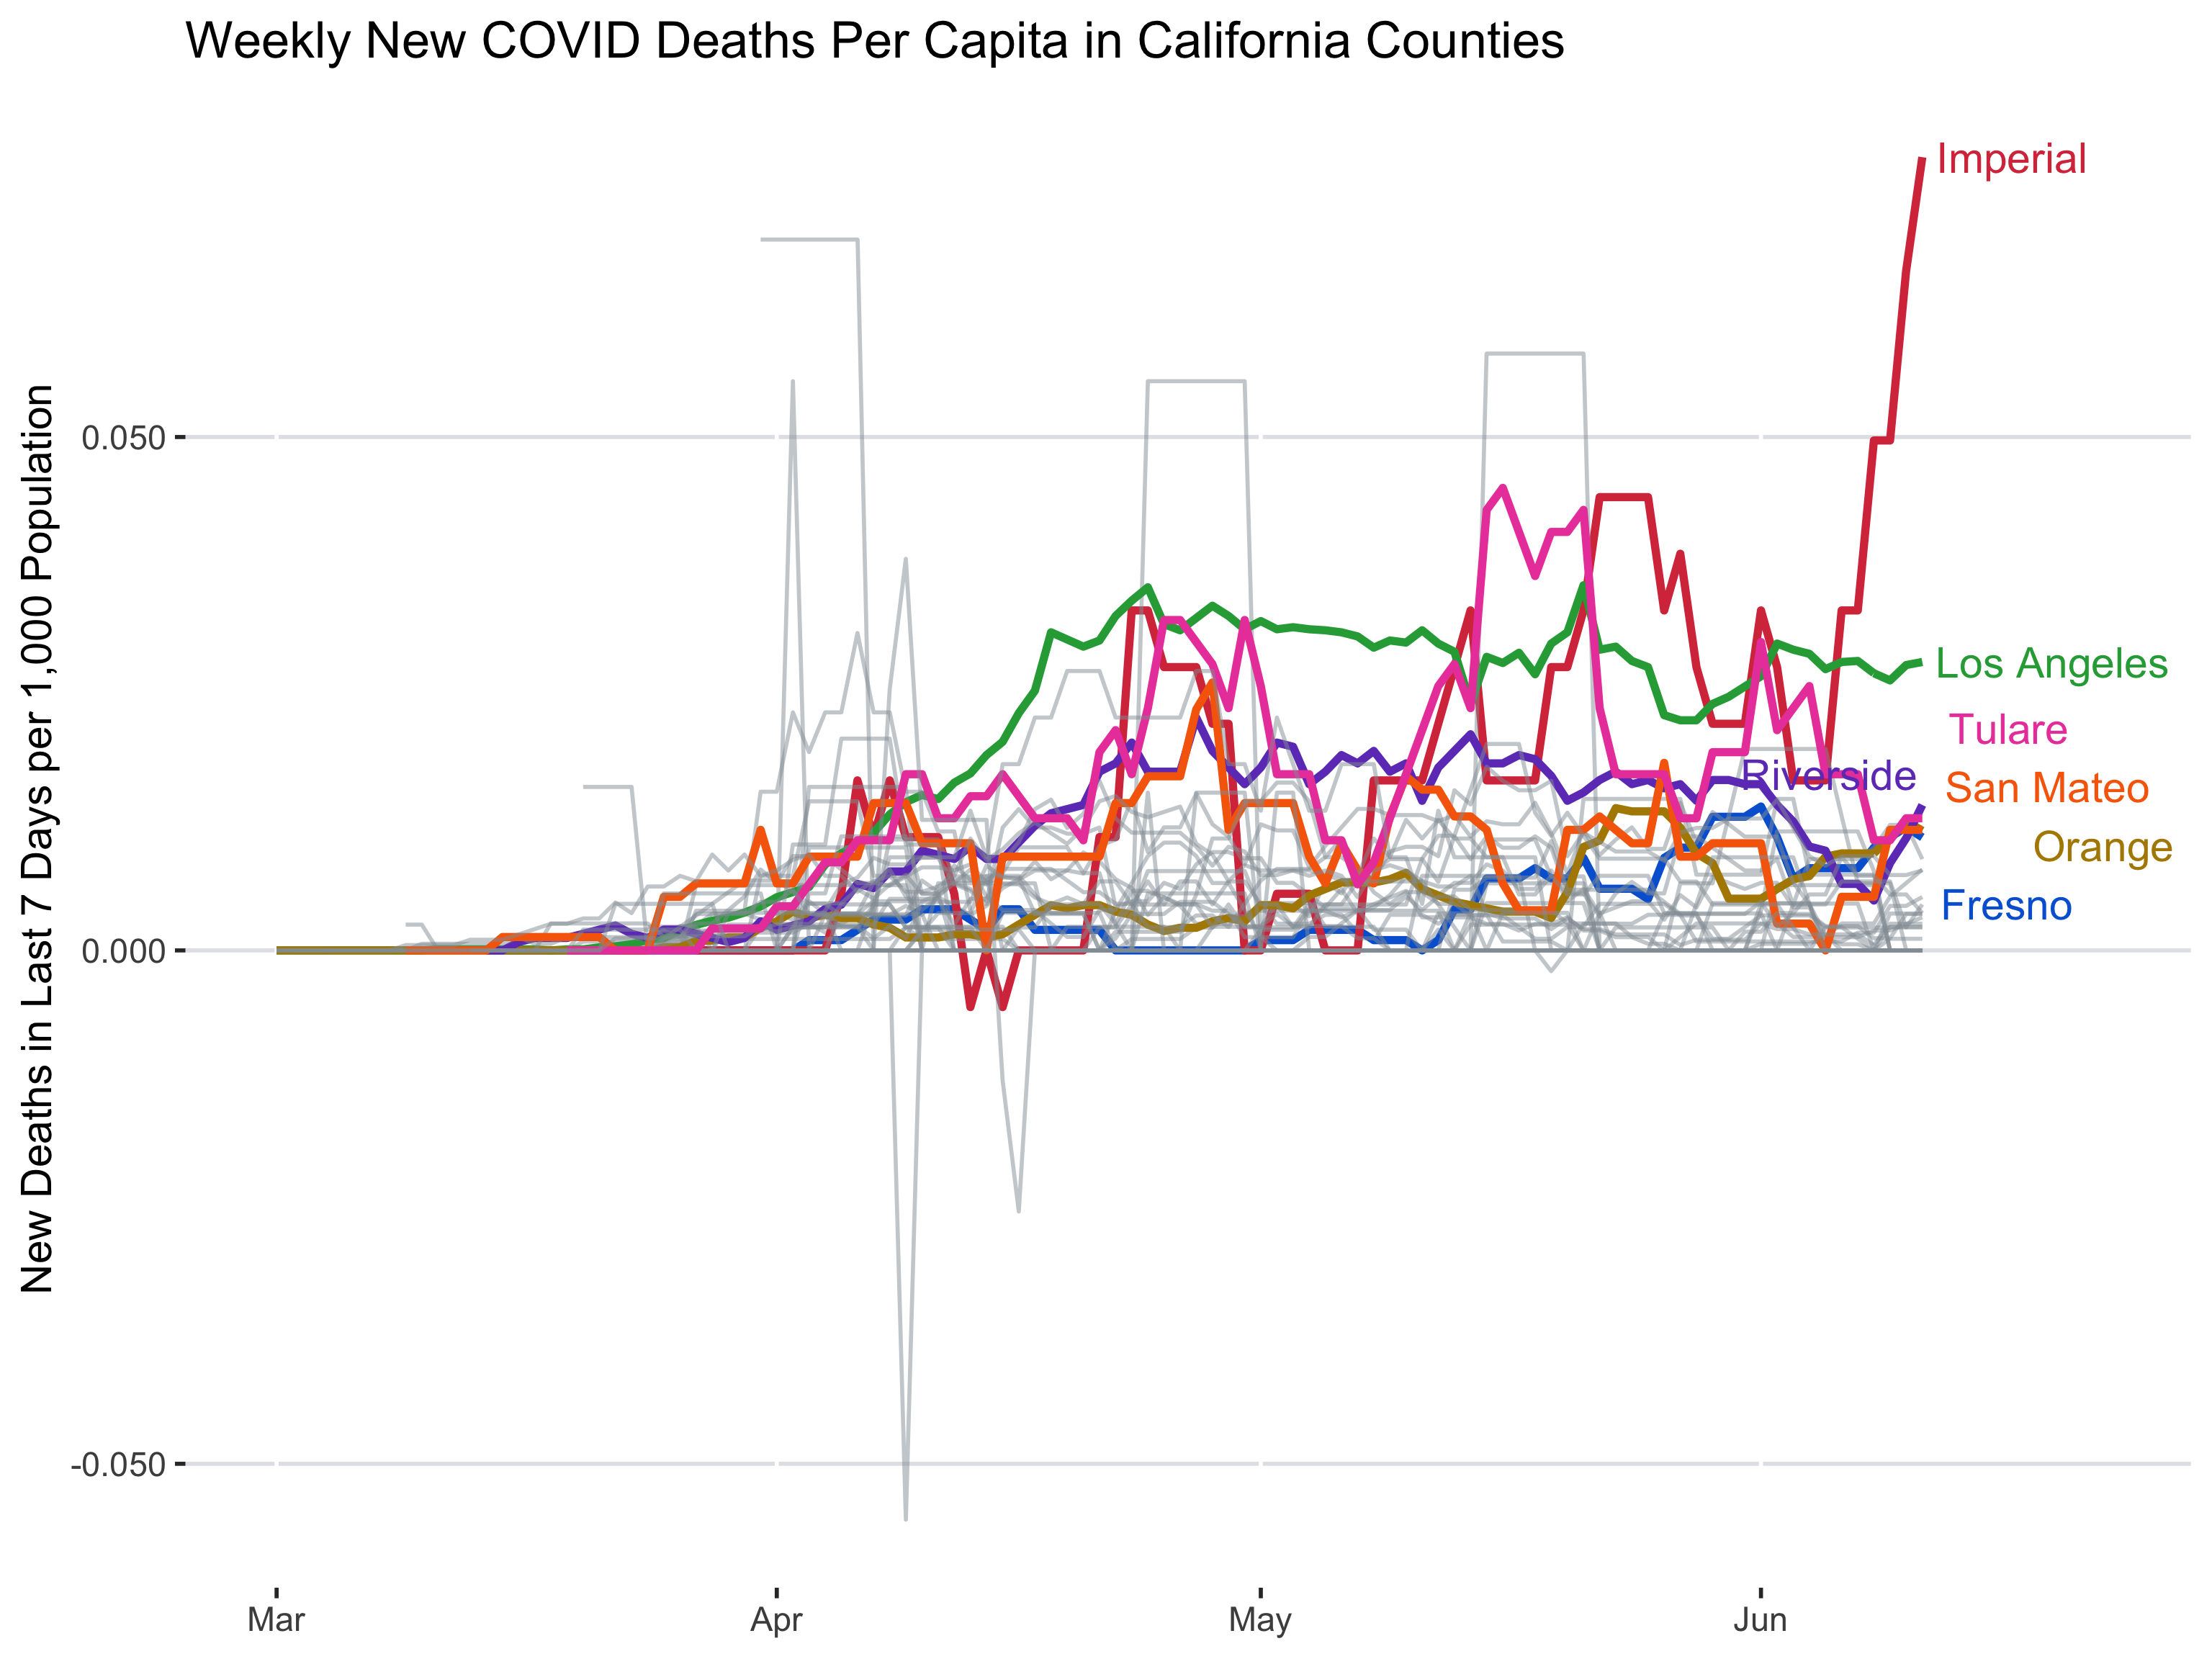 Weekly New COVID Deaths Per Capita in California Counties
New Deaths in Last 7 Days per 1,000 Population
0.050
0.000
-0.050
Mar
Apr
May
Jun
Imperial
Los Angeles
Tulare
Riverside
San Mateo
Orange
Fresno